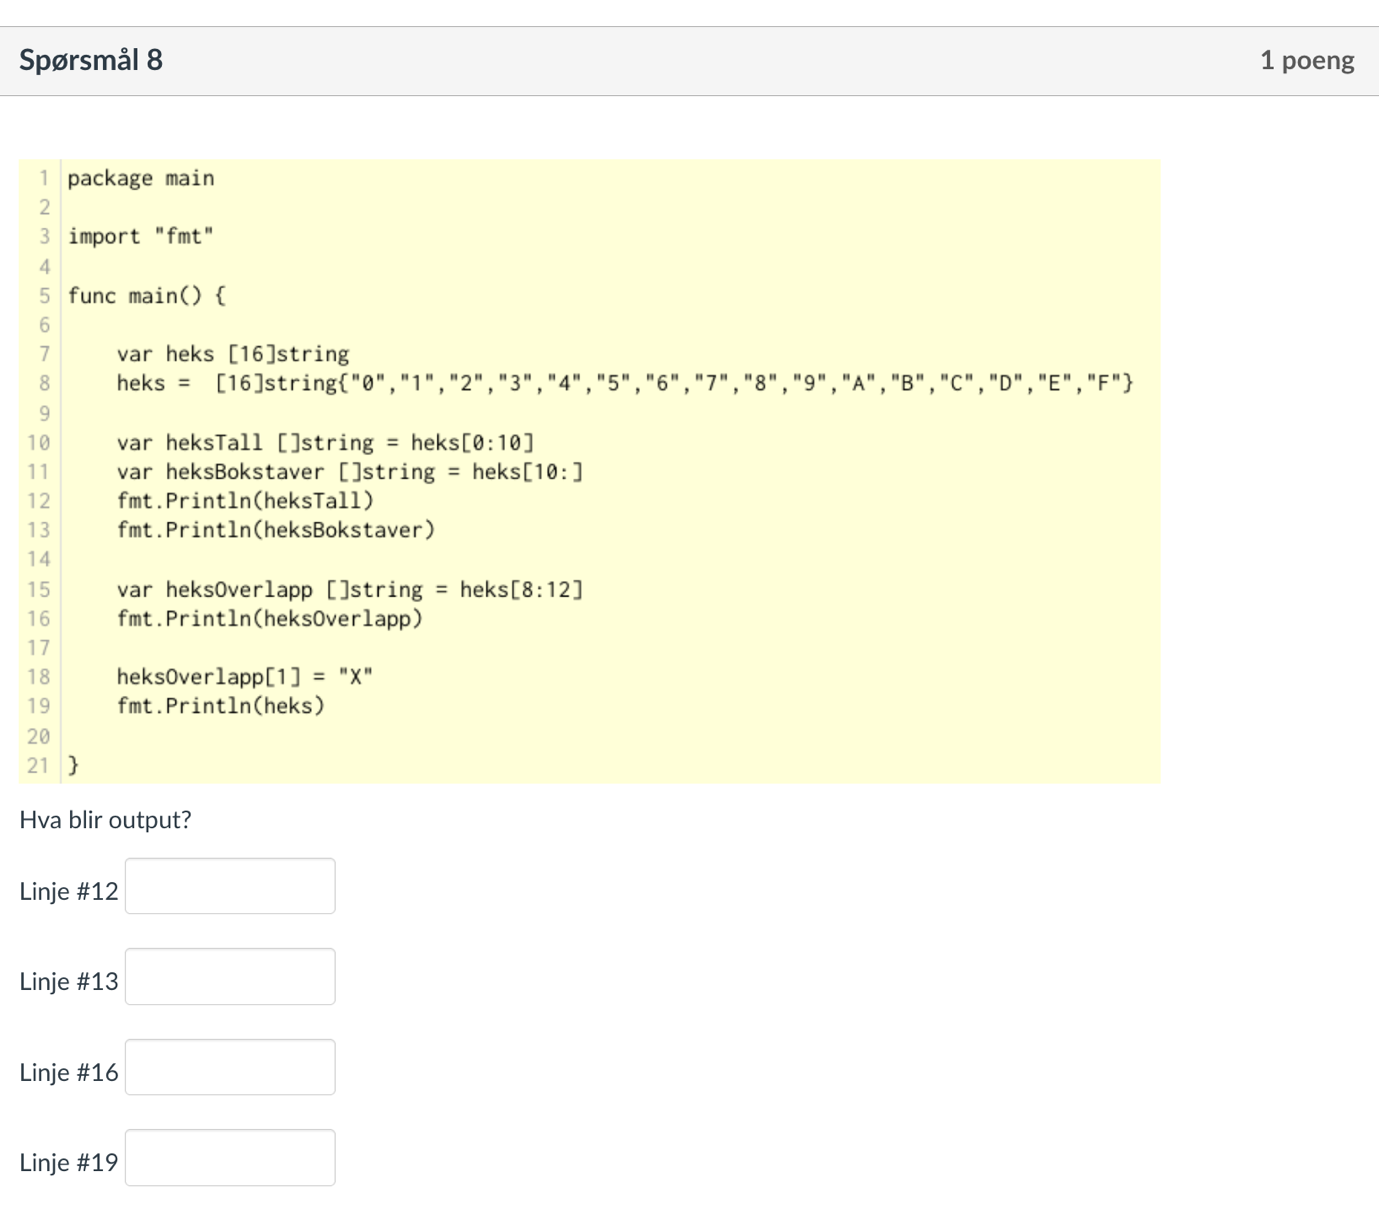 Spørsmål 8
1 poeng
1 package main
2
3 import "fmt"
4
5 func main() {
6
7     var heks [16]string
8     heks =  [16]string{"0","1","2","3","4","5","6","7","8","9","A","B","C","D","E","F"}
9
10     var heksTall []string = heks[0:10]
11     var heksBokstaver []string = heks[10:]
12     fmt.Println(heksTall)
13     fmt.Println(heksBokstaver)
14
15     var heksOverlapp []string = heks[8:12]
16     fmt.Println(heksOverlapp)
17
18     heksOverlapp[1] = "X"
19     fmt.Println(heks)
20
21 }
Hva blir output?
Linje #12
Linje #13
Linje #16
Linje #19